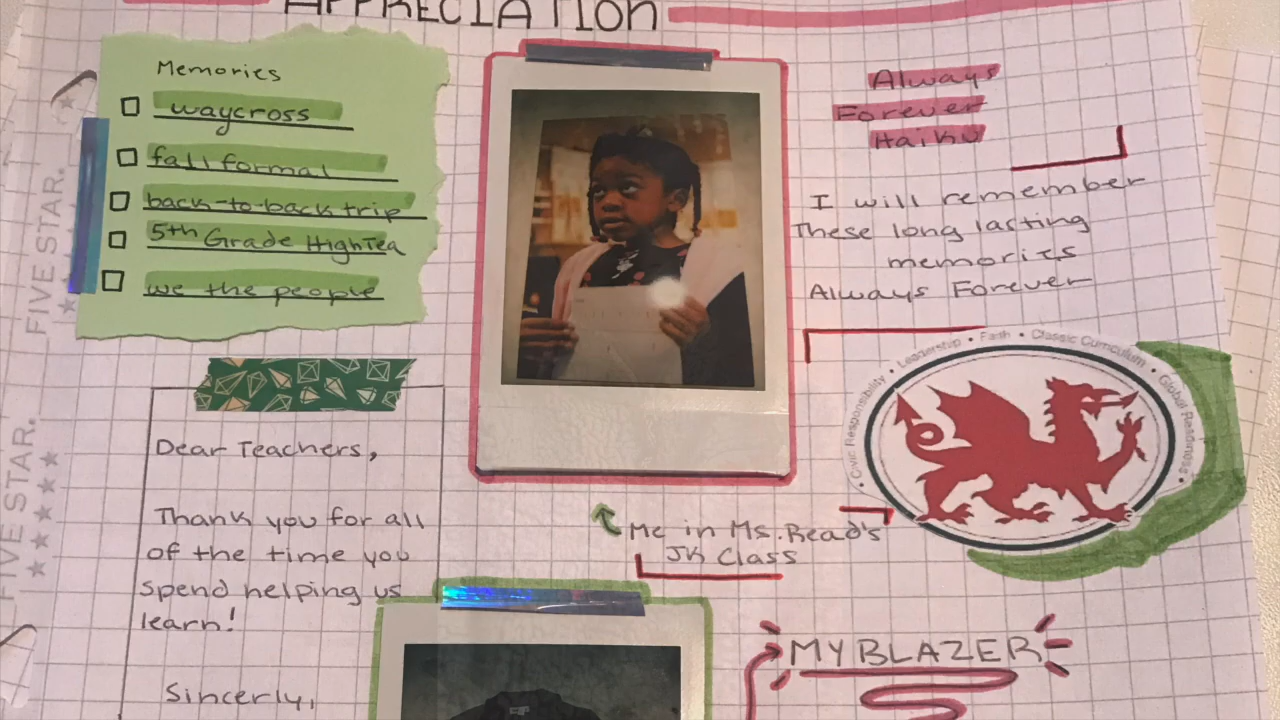 APPRECIATION
Memories
waycross
fall formal
back-to-back trip
5th Grade HighTea
we the people
Always
Forever
Haiku
I will remember
These long lasting
memories
Always Forever
Civic Responsibility • Leadership • Faith • Classic Curriculum • Global Readiness •
Dear Teachers,
Thank you for all
of the time you
spend helping us
learn!
Sincerly,
Me in Ms. Read's
JK Class
MY BLAZER
FIVE STAR.
FIVE STAR.